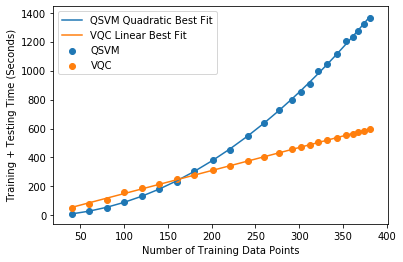 QSVM Quadratic Best Fit
VQC Linear Best Fit
QSVM
VQC
Training + Testing Time (Seconds)
1400
1200
1000
800
600
400
200
0
50 100 150 200 250 300 350 400
Number of Training Data Points